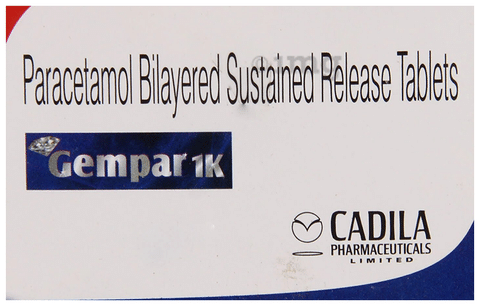 Paracetamol Bilayered Sustained Release Tablets
Gempar 1K
CADILA
PHARMACEUTICALS
LIMITED